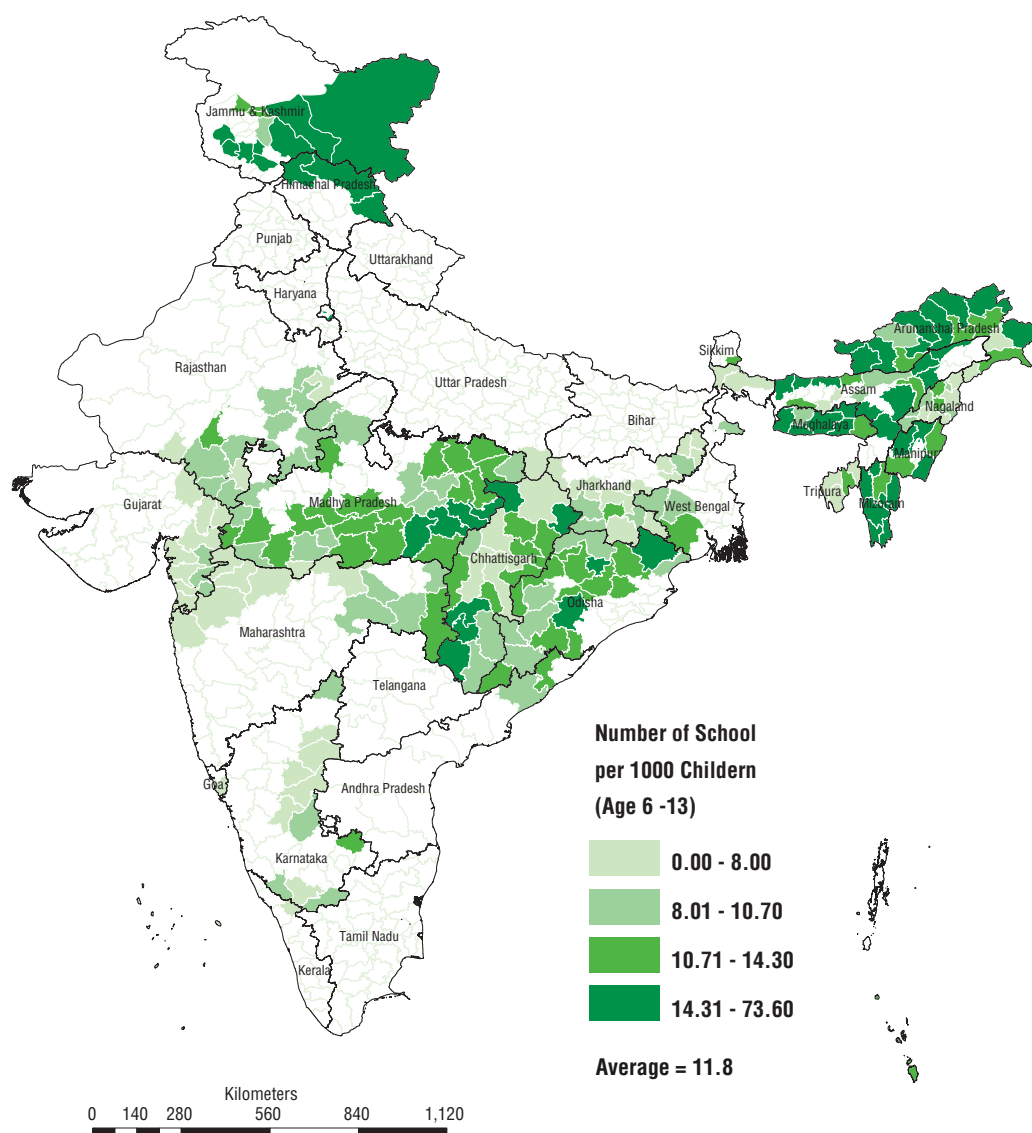 Jammu & Kashmir
Himachal Pradesh
Punjab
Uttarakhand
Haryana
Rajasthan
Uttar Pradesh
Sikkim
Arunanchal Pradesh
Assam
Nagaland
Bihar
Meghalaya
Manipur
Gujarat
Madhya Pradesh
Jharkhand
West Bengal
Tripura
Mizoram
Chhattisgarh
Odisha
Maharashtra
Telangana
Goa
Andhra Pradesh
Karnataka
Tamil Nadu
Kerala
Number of School
per 1000 Childern
(Age 6 -13)
0.00 - 8.00
8.01 - 10.70
10.71 - 14.30
14.31 - 73.60
Average = 11.8
Kilometers
0 140 280 560 840 1,120